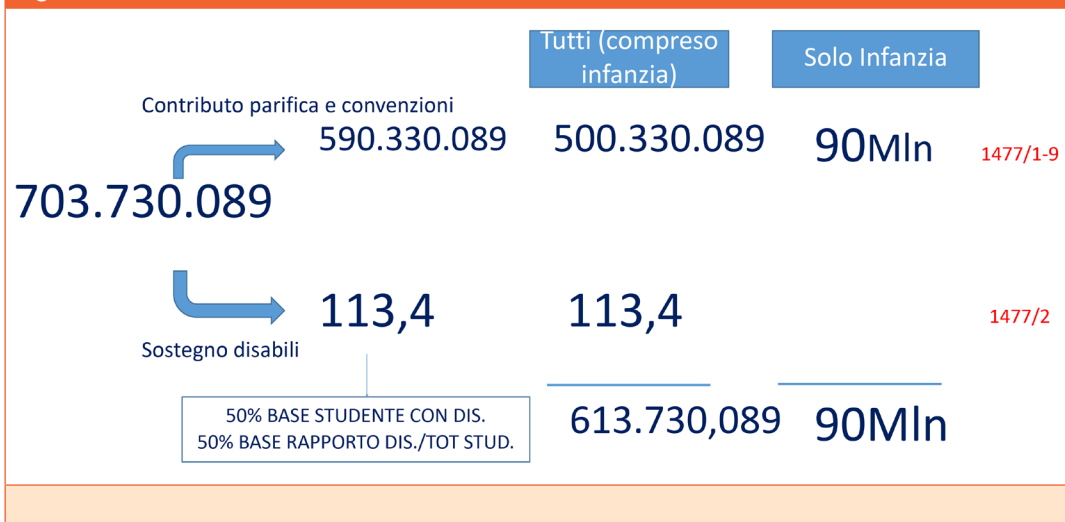 Tutti (compreso
infanzia)
Solo Infanzia
Contributo parifica e convenzioni
590.330.089
500.330.089
90Mln
1477/1-9
703.730.089
113,4
113,4
1477/2
Sostegno disabili
50% BASE STUDENTE CON DIS.
50% BASE RAPPORTO DIS./TOT STUD.
613.730,089
90Mln